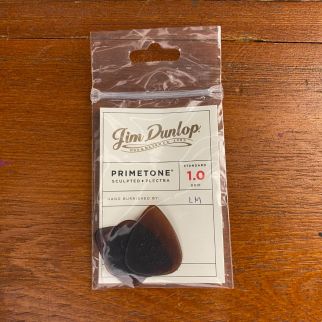 Jim Dunlop
PRIMETONE®
SCULPTED • PLECTRA
STANDARD
1.0
MM
HAND BURNISHED BY:
LM